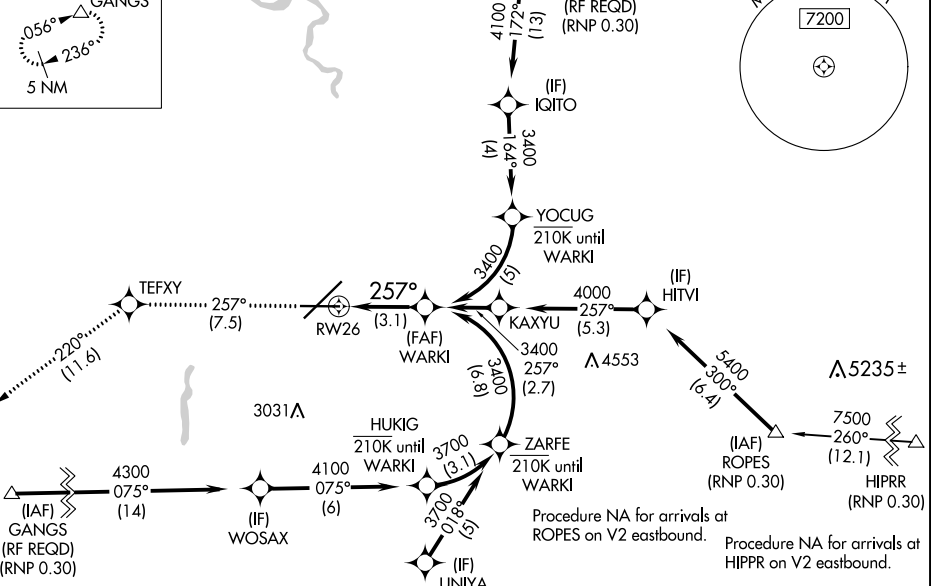 GANGS
056°
236°
5 NM
4100
172°
(13)
(RF REQD)
(RNP 0.30)
7200
(IF)
IQITO
3400
164°
(4)
YOCUG
210K until
WARKI
3400
(5)
TEFXY
257°
(7.5)
RW26
257°
(3.1)
(FAF)
WARKI
KAXYU
4000
257°
(5.3)
(IF)
HITVI
3400
257°
(2.7)
4553
5235±
220°
(11.6)
3400
(6.8)
5400
300°
(6.4)
3031
HUKIG
210K until
WARKI
3700
(3.1)
ZARFE
210K until
WARKI
(IAF)
ROPES
(RNP 0.30)
7500
260°
(12.1)
HIPRR
(RNP 0.30)
4300
075°
(14)
4100
075°
(6)
(IAF)
GANGS
(RF REQD)
(RNP 0.30)
(IF)
WOSAX
3700
018°
(5)
(IF)
Procedure NA for arrivals at
ROPES on V2 eastbound.
Procedure NA for arrivals at
HIPPR on V2 eastbound.